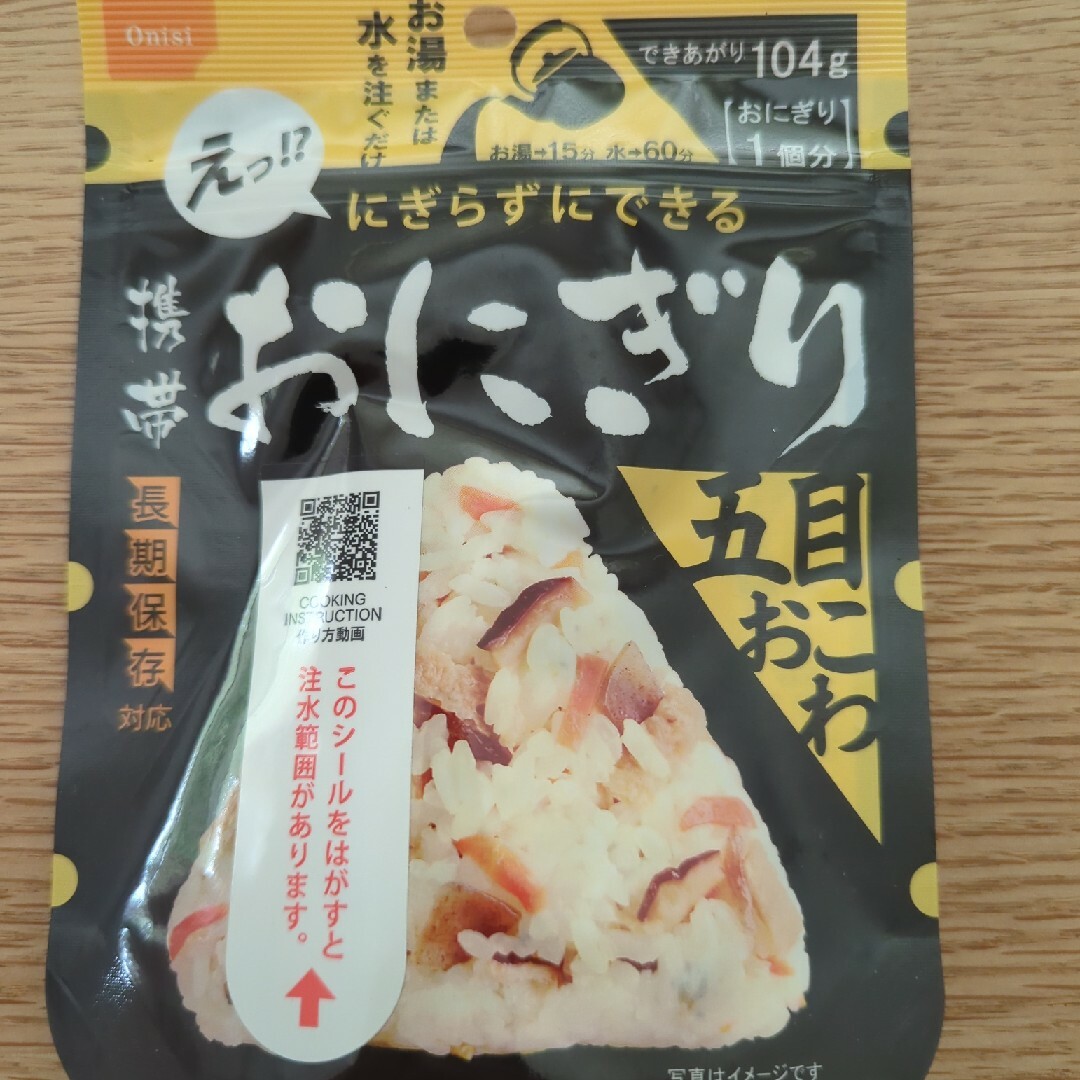 Onisi
お湯または
水を注ぐだけ
お湯→15分 水→60分
できあがり 104g
[おにぎり
1個分]
えっ!?
にぎらずにできる
携帯
おにぎり
長期保存
対応
五目
おこわ
COOKING
INSTRUCTION
作り方動画
このシールをはがすと
注水範囲があります。
写真はイメージです